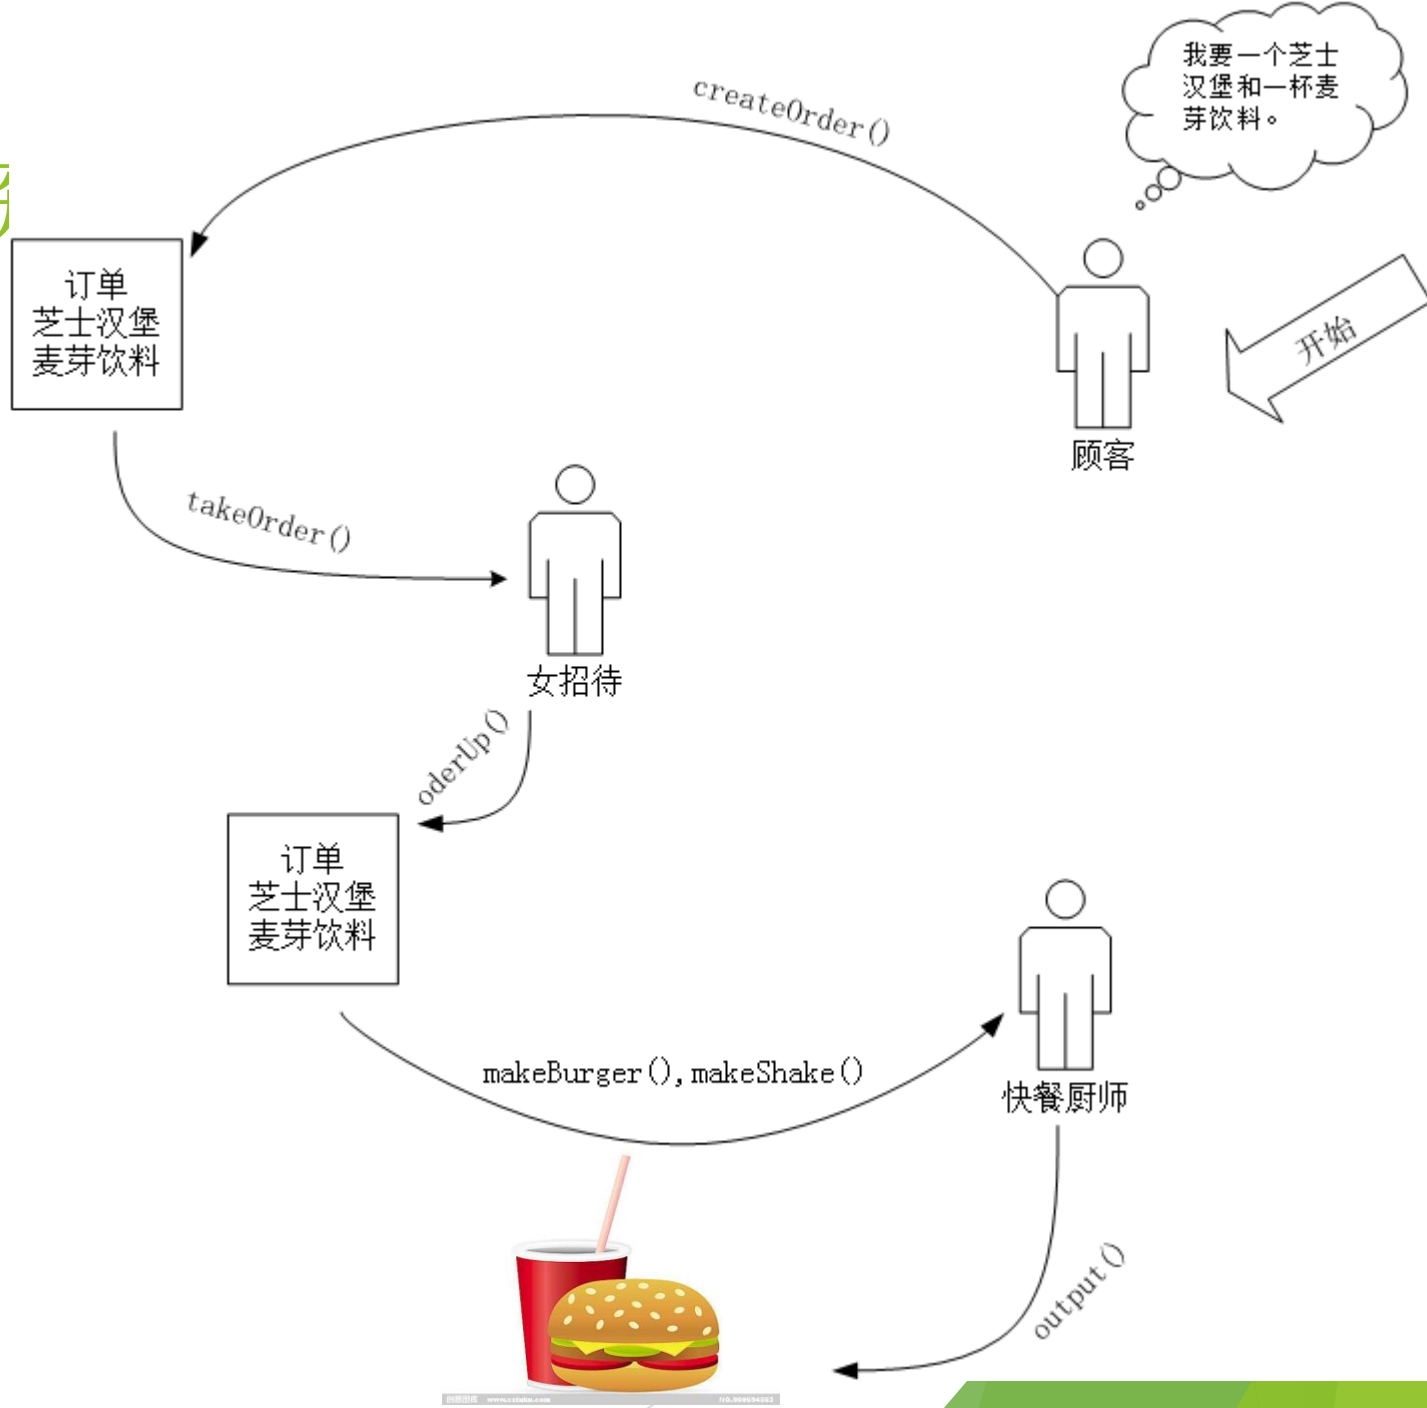 我要一个芝士
汉堡和一杯麦
芽饮料。
createOrder()
开始
订单
芝士汉堡
麦芽饮料
顾客
takeOrder()
女招待
oderUp()
订单
芝士汉堡
麦芽饮料
makeBurger(),makeShake()
快餐厨师
output()